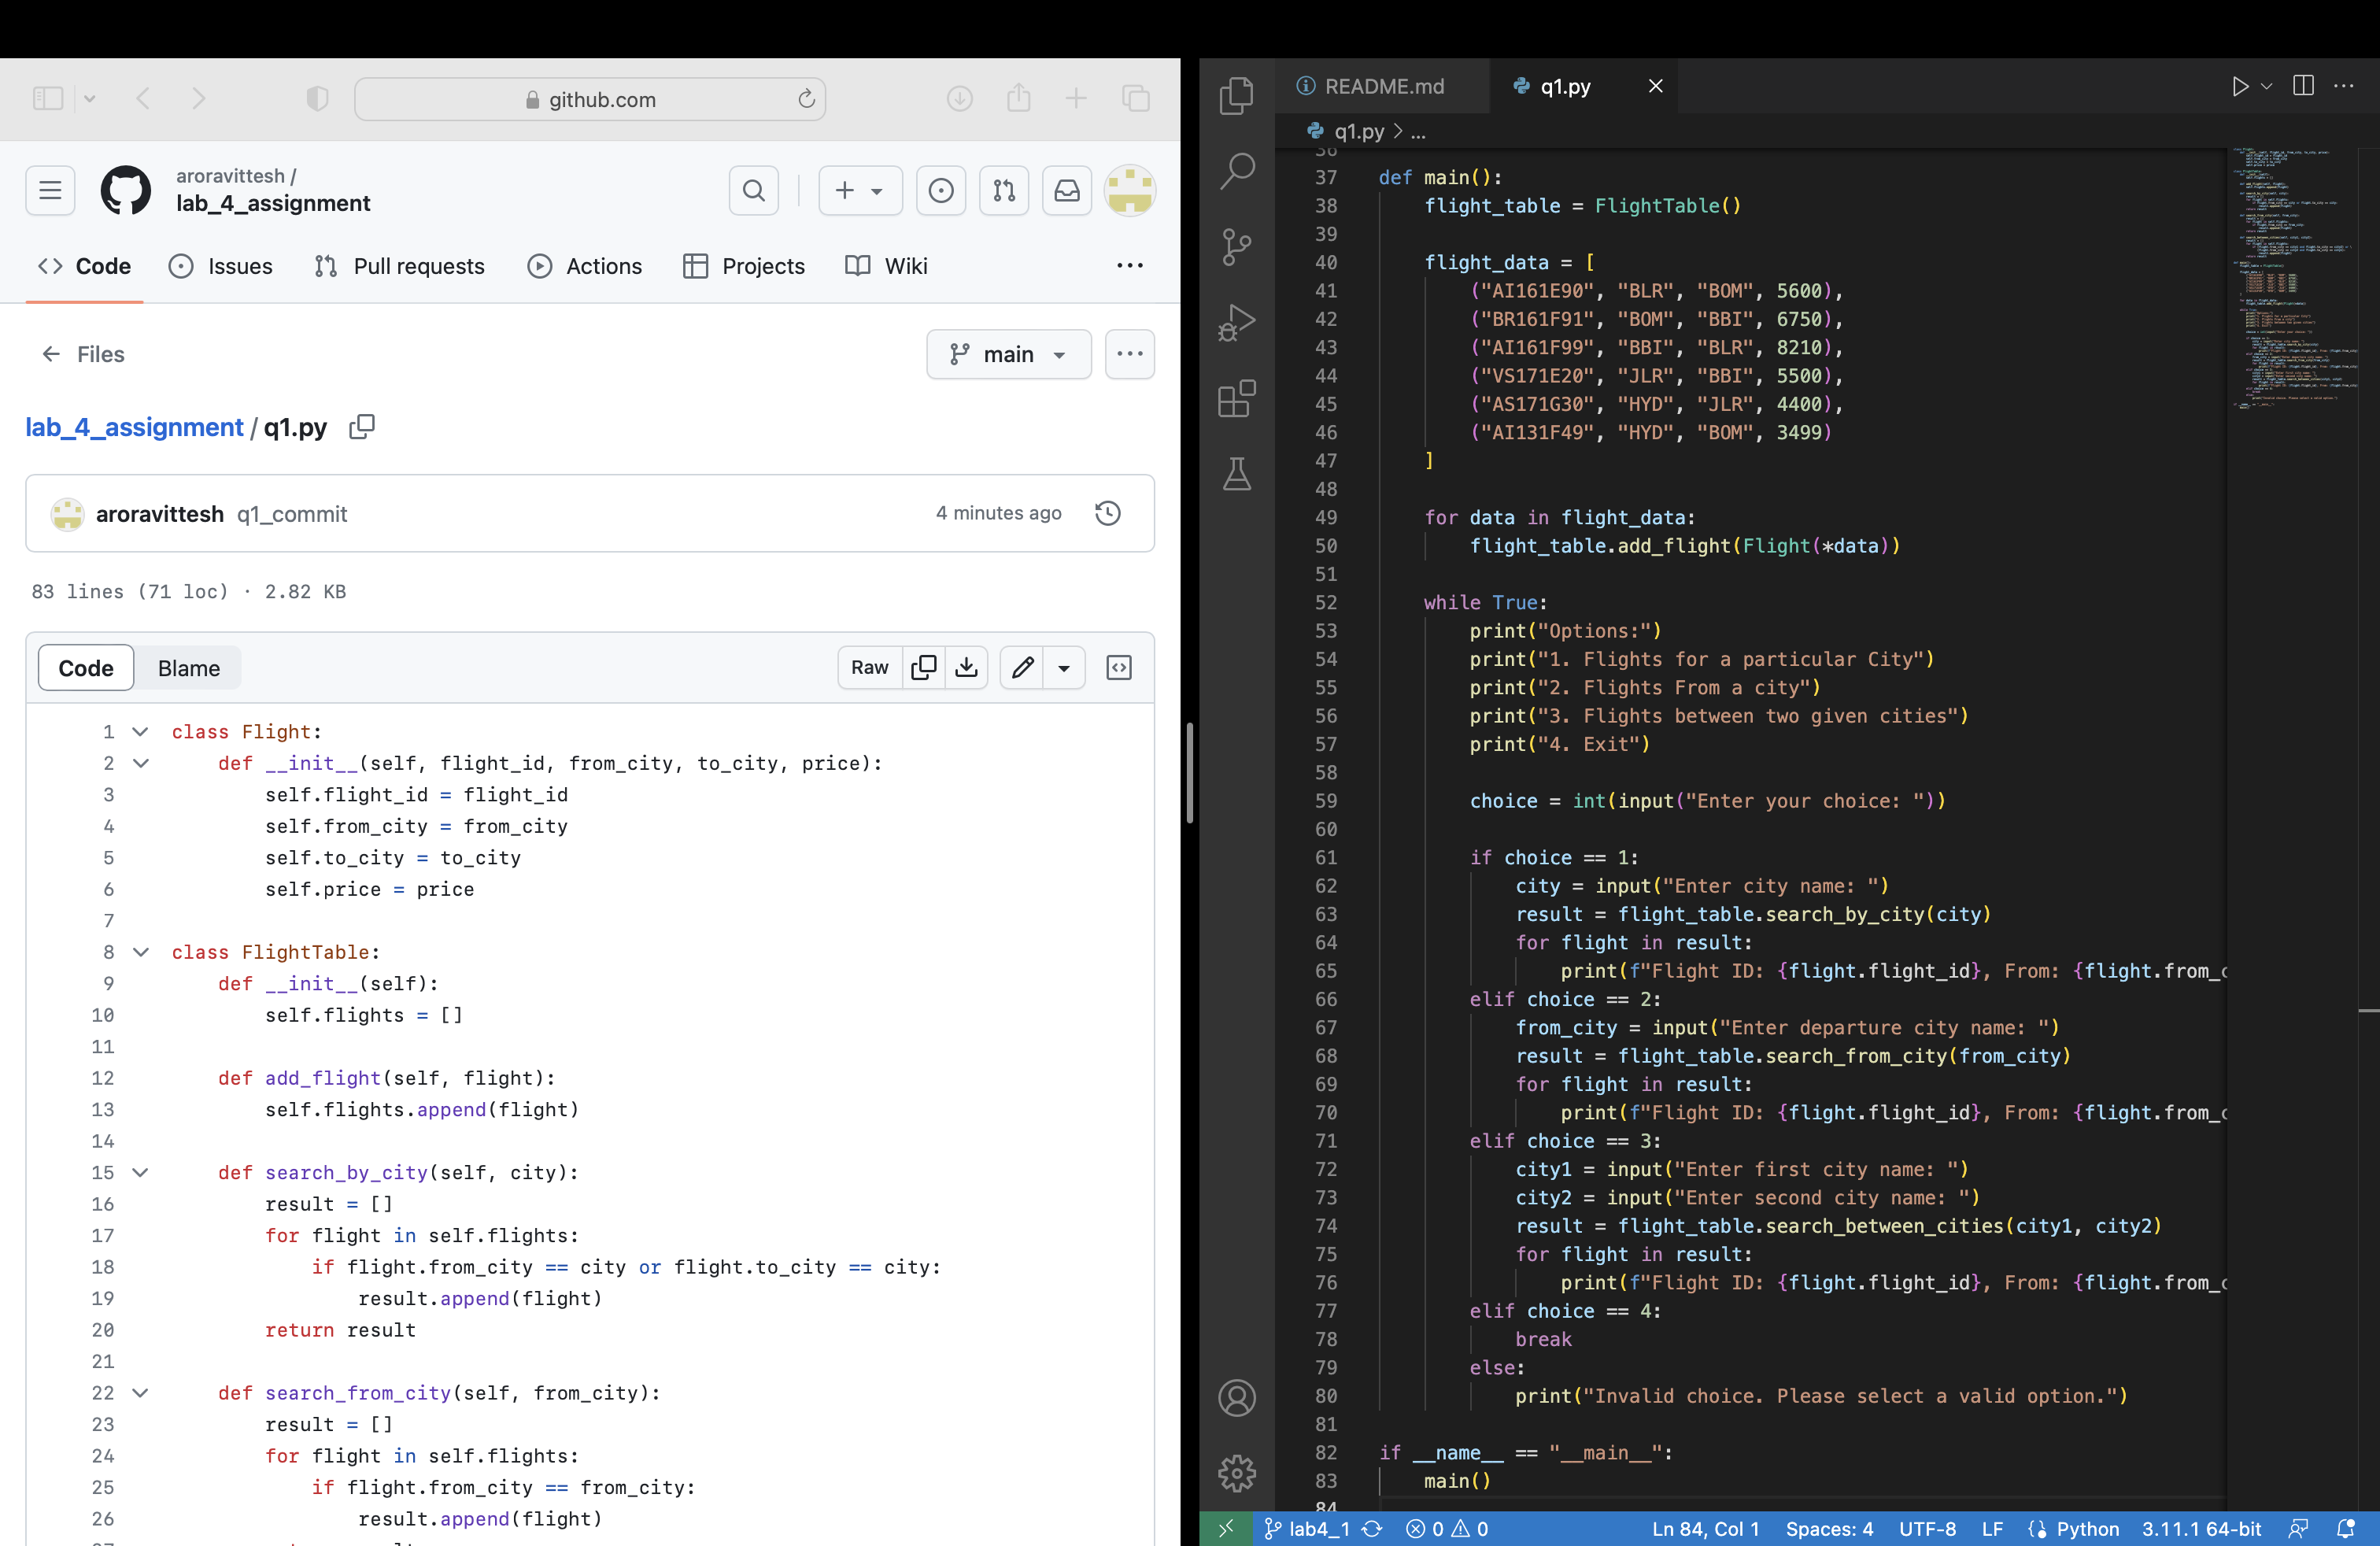 github.com
aroravittesh /
lab_4_assignment
Code Issues Pull requests Actions Projects Wiki
Files
main
lab_4_assignment / q1.py
aroravittesh q1_commit 4 minutes ago
83 lines (71 loc) · 2.82 KB
Code Blame Raw
1 class Flight:
2 def __init__(self, flight_id, from_city, to_city, price):
3 self.flight_id = flight_id
4 self.from_city = from_city
5 self.to_city = to_city
6 self.price = price
7
8 class FlightTable:
9 def __init__(self):
10 self.flights = []
11
12 def add_flight(self, flight):
13 self.flights.append(flight)
14
15 def search_by_city(self, city):
16 result = []
17 for flight in self.flights:
18 if flight.from_city == city or flight.to_city == city:
19 result.append(flight)
20 return result
21
22 def search_from_city(self, from_city):
23 result = []
24 for flight in self.flights:
25 if flight.from_city == from_city:
26 result.append(flight)
README.md q1.py
q1.py > ...
36
37 def main():
38 flight_table = FlightTable()
39
40 flight_data = [
41 ("AI161E90", "BLR", "BOM", 5600),
42 ("BR161F91", "BOM", "BBI", 6750),
43 ("AI161F99", "BBI", "BLR", 8210),
44 ("VS171E20", "JLR", "BBI", 5500),
45 ("AS171G30", "HYD", "JLR", 4400),
46 ("AI131F49", "HYD", "BOM", 3499)
47 ]
48
49 for data in flight_data:
50 flight_table.add_flight(Flight(*data))
51
52 while True:
53 print("Options:")
54 print("1. Flights for a particular City")
55 print("2. Flights From a city")
56 print("3. Flights between two given cities")
57 print("4. Exit")
58
59 choice = int(input("Enter your choice: "))
60
61 if choice == 1:
62 city = input("Enter city name: ")
63 result = flight_table.search_by_city(city)
64 for flight in result:
65 print(f"Flight ID: {flight.flight_id}, From: {flight.from_c
66 elif choice == 2:
67 from_city = input("Enter departure city name: ")
68 result = flight_table.search_from_city(from_city)
69 for flight in result:
70 print(f"Flight ID: {flight.flight_id}, From: {flight.from_c
71 elif choice == 3:
72 city1 = input("Enter first city name: ")
73 city2 = input("Enter second city name: ")
74 result = flight_table.search_between_cities(city1, city2)
75 for flight in result:
76 print(f"Flight ID: {flight.flight_id}, From: {flight.from_c
77 elif choice == 4:
78 break
79 else:
80 print("Invalid choice. Please select a valid option.")
81
82 if __name__ == "__main__":
83 main()
84
lab4_1 0 0 Ln 84, Col 1 Spaces: 4 UTF-8 LF Python 3.11.1 64-bit